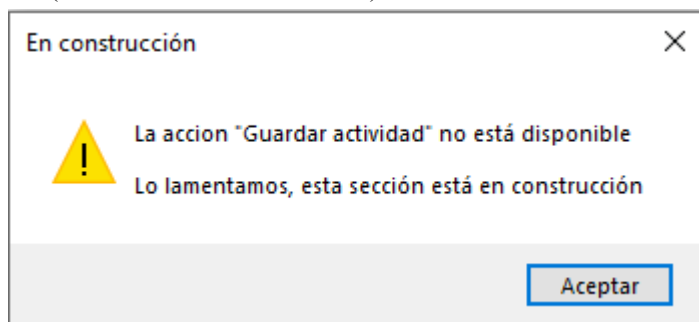 En construcción
La accion "Guardar actividad" no está disponible
Lo lamentamos, esta sección está en construcción
Aceptar